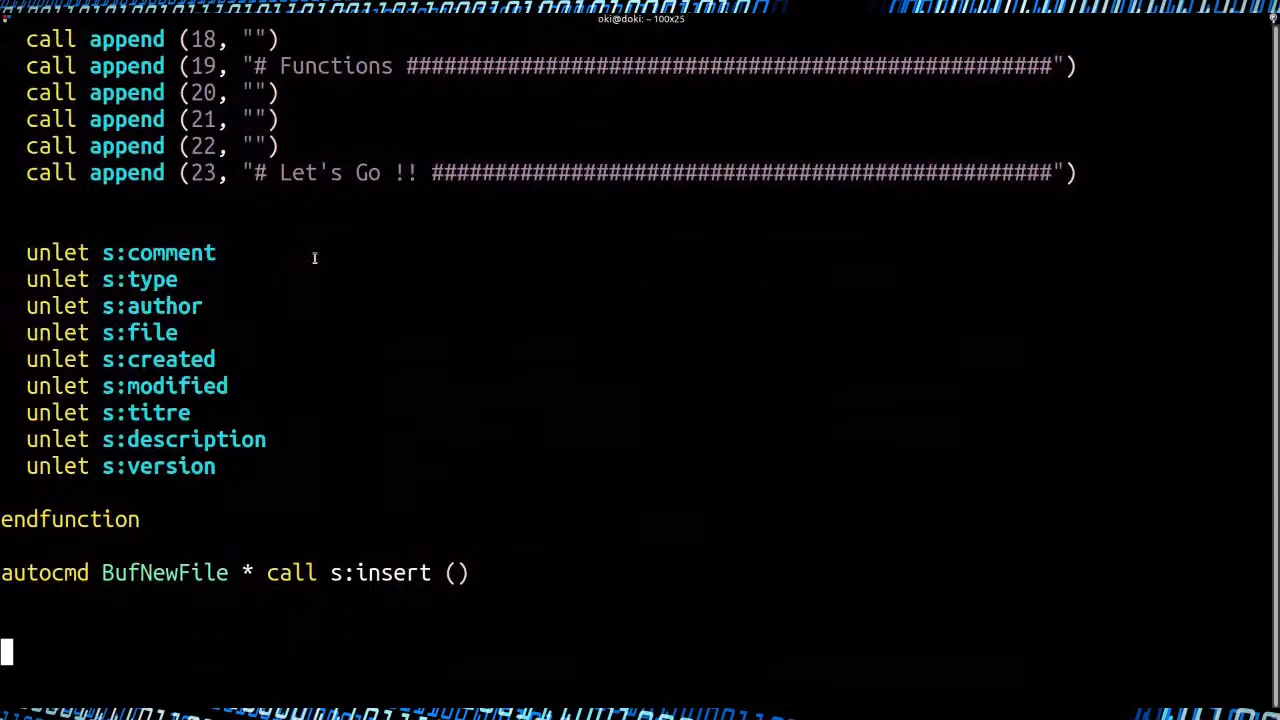 oki@doki: ~ 100x25
call append (18, "")
call append (19, "# Functions ###################################################")
call append (20, "")
call append (21, "")
call append (22, "")
call append (23, "# Let's Go !! #################################################")
unlet s:comment
unlet s:type
unlet s:author
unlet s:file
unlet s:created
unlet s:modified
unlet s:titre
unlet s:description
unlet s:version
endfunction
autocmd BufNewFile * call s:insert ()